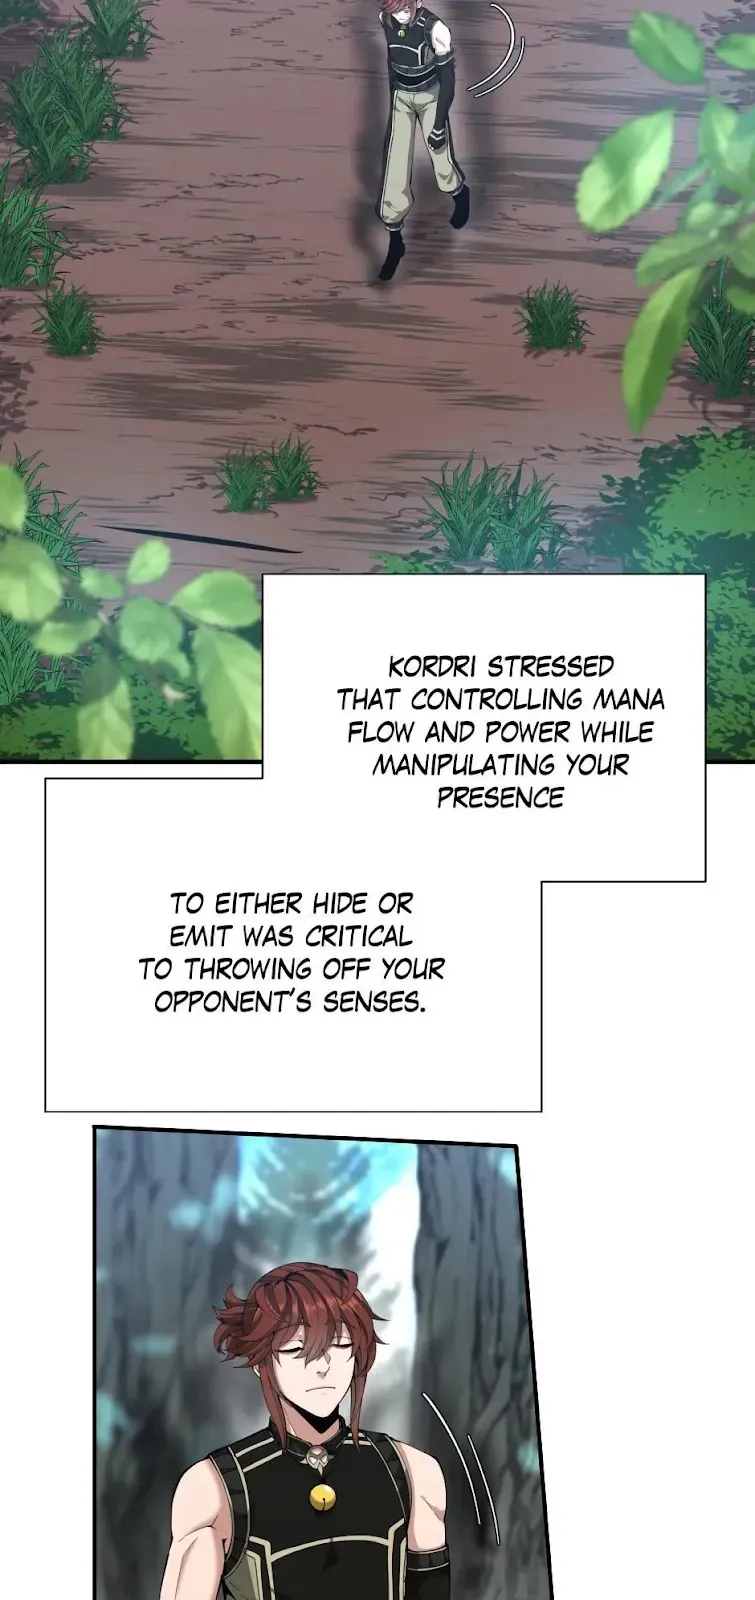 KORDRI STRESSED
THAT CONTROLLING MANA
FLOW AND POWER WHILE
MANIPULATING YOUR
PRESENCE
TO EITHER HIDE OR
EMIT WAS CRITICAL
TO THROWING OFF YOUR
OPPONENT'S SENSES.